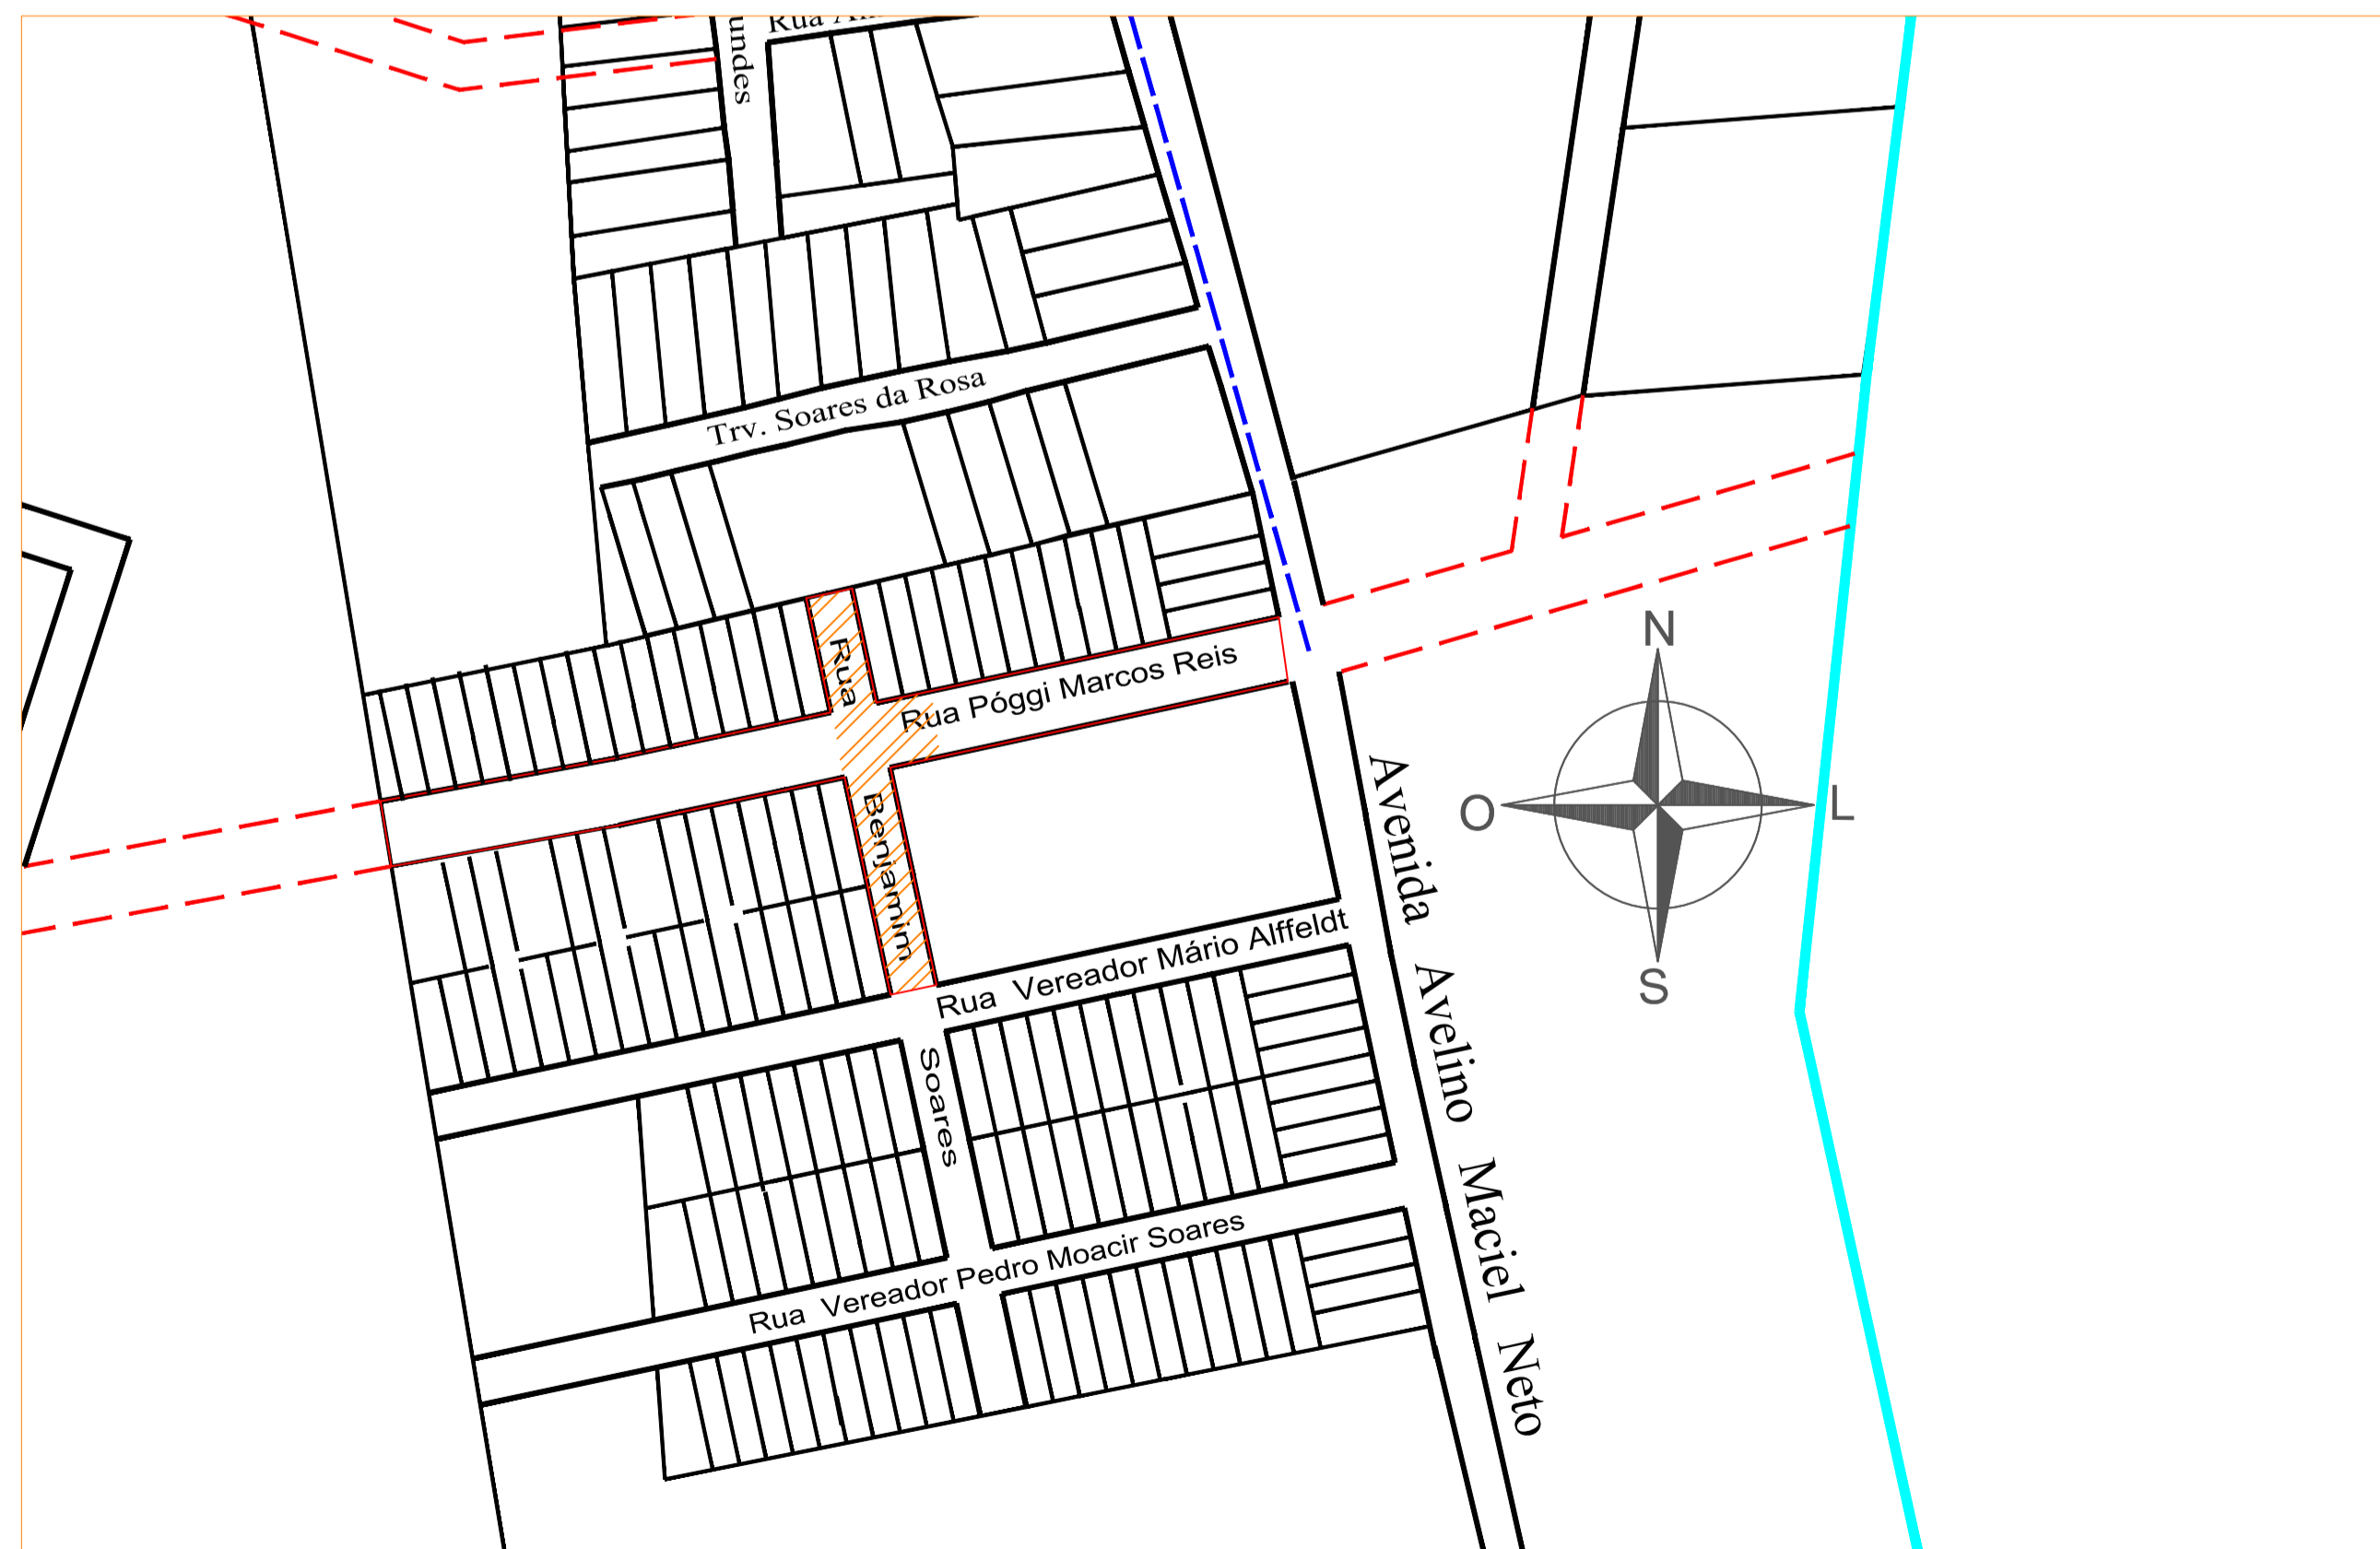 undes
Rua
Trv. Soares da Rosa
Rua Póggi Marcos Reis
Rua Benjamim Soares
Rua Vereador Mário Alffeldt
Rua Vereador Pedro Moacir Soares
Avenida Avelino Maciel Neto
N
O
L
S